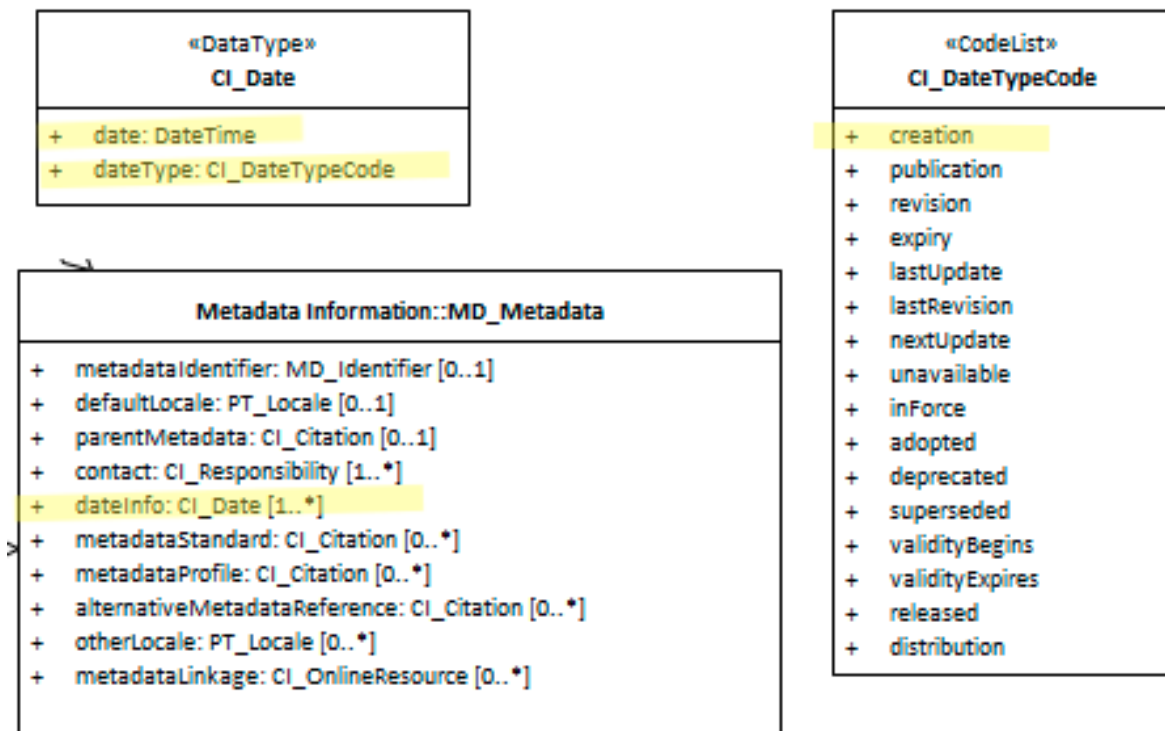 «DataType»
CI_Date
+ date: DateTime
+ dateType: CI_DateTypeCode
«CodeList»
CI_DateTypeCode
+ creation
+ publication
+ revision
+ expiry
+ lastUpdate
+ lastRevision
+ nextUpdate
+ unavailable
+ inForce
+ adopted
+ deprecated
+ superseded
+ validityBegins
+ validityExpires
+ released
+ distribution
Metadata Information::MD_Metadata
+ metadataIdentifier: MD_Identifier [0..1]
+ defaultLocale: PT_Locale [0..1]
+ parentMetadata: CI_Citation [0..1]
+ contact: CI_Responsibility [1..*]
+ dateInfo: CI_Date [1..*]
+ metadataStandard: CI_Citation [0..*]
+ metadataProfile: CI_Citation [0..*]
+ alternativeMetadataReference: CI_Citation [0..*]
+ otherLocale: PT_Locale [0..*]
+ metadataLinkage: CI_OnlineResource [0..*]